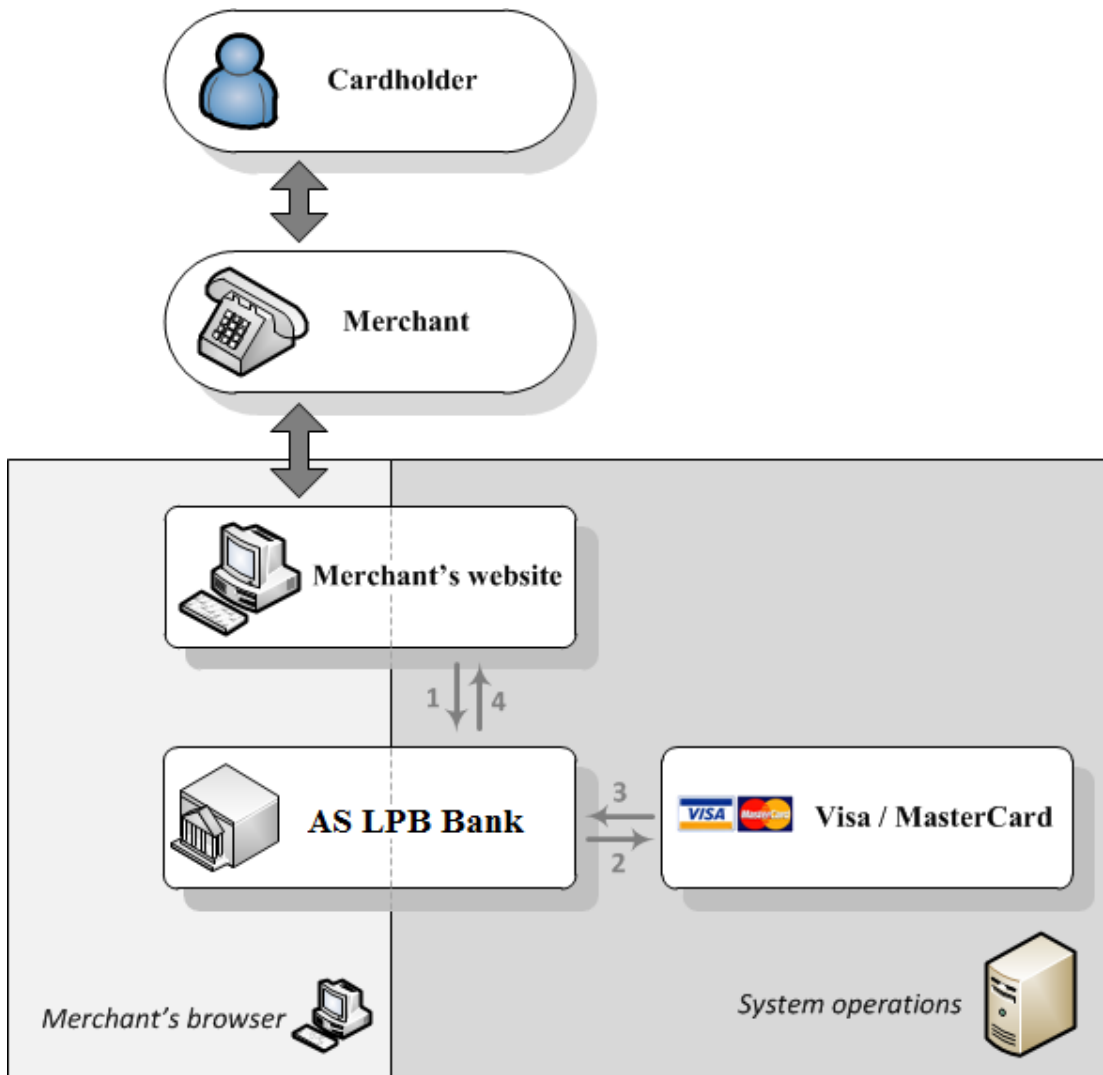 Cardholder
Merchant
Merchant’s website
1
4
AS LPB Bank
3
2
VISA
MasterCard
Visa / MasterCard
Merchant’s browser
System operations